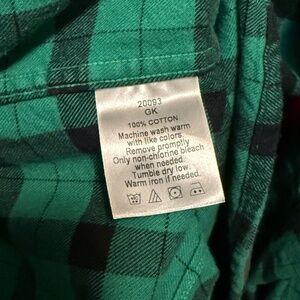 20093
GK
100% COTTON
Machine wash warm
with like colors.
Remove promptly
Only non-chlorine bleach
when needed.
Tumble dry low.
Warm iron if needed.